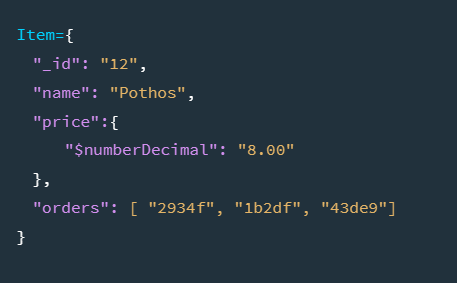 Item={
"_id": "12",
"name": "Pothos",
"price":{
"$numberDecimal": "8.00"
},
"orders": [ "2934f", "1b2df", "43de9"]
}